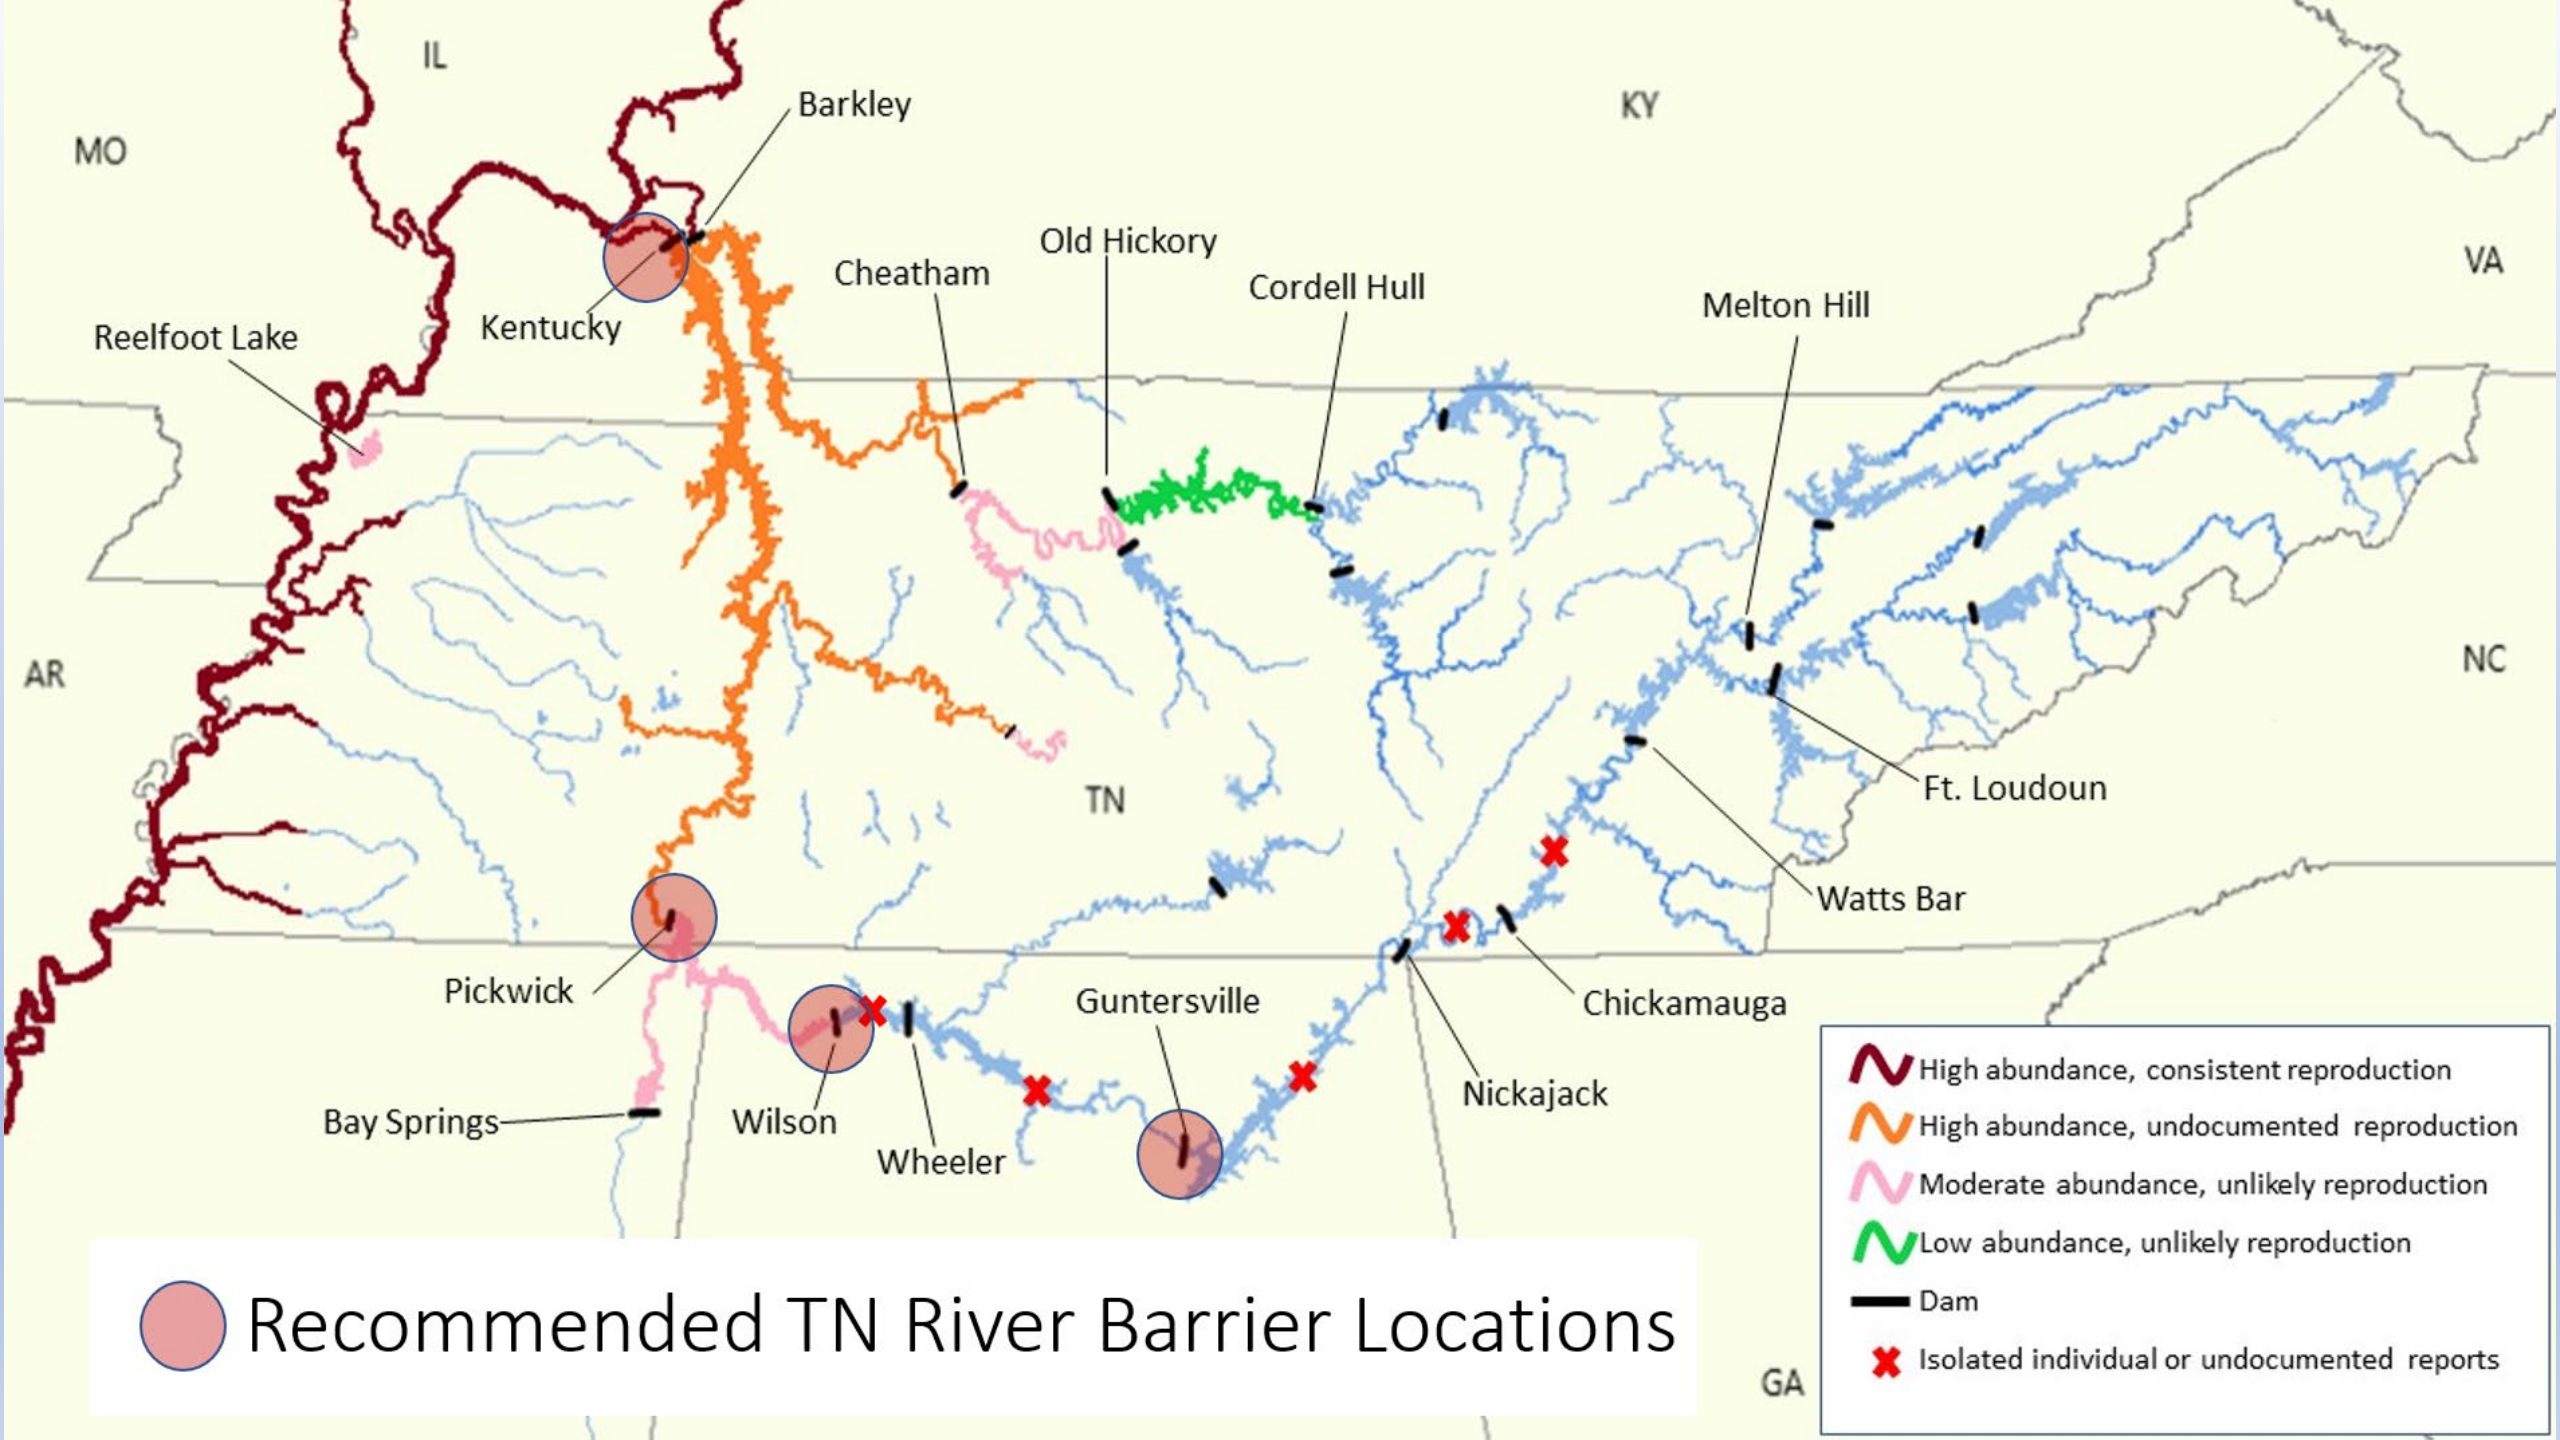 IL
Barkley
KY
MO
Old Hickory
VA
Cheatham
Cordell Hull
Melton Hill
Kentucky
Reelfoot Lake
AR
NC
Ft. Loudoun
TN
Watts Bar
Pickwick
Guntersville
Chickamauga
Nickajack
Bay Springs
Wilson
Wheeler
High abundance, consistent reproduction
High abundance, undocumented reproduction
Moderate abundance, unlikely reproduction
Low abundance, unlikely reproduction
Dam
Isolated individual or undocumented reports
Recommended TN River Barrier Locations
GA